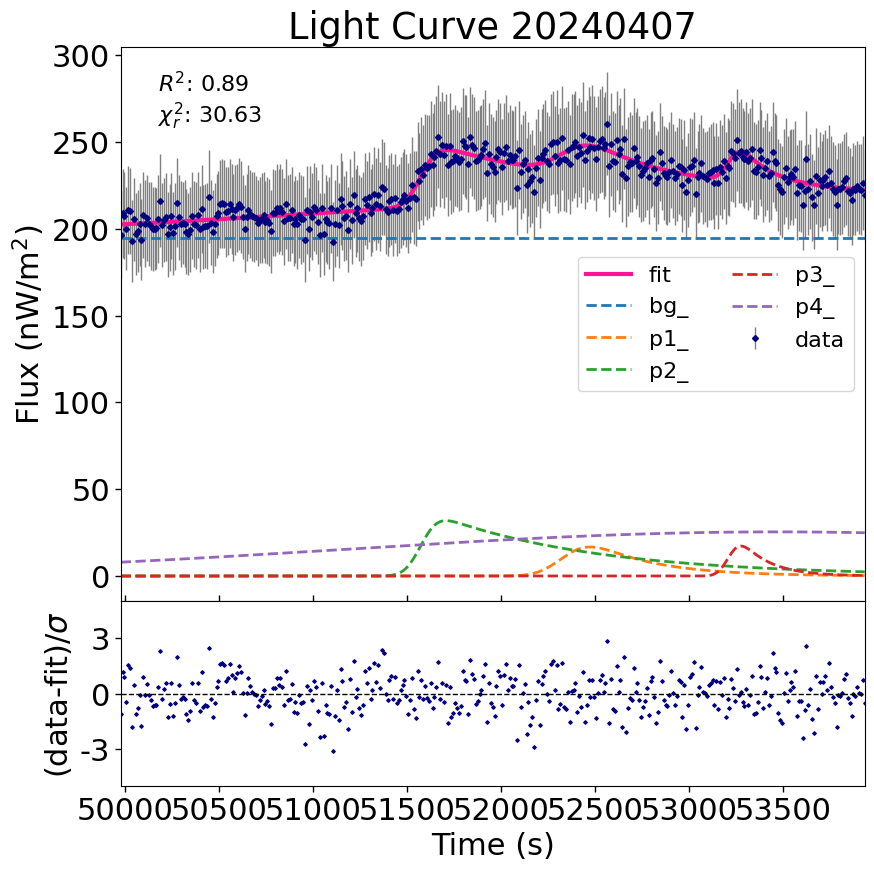 Light Curve 20240407
R²: 0.89
χ²ᵣ: 30.63
Flux (nW/m²)
300
250
200
150
100
50
0
fit
bg_
p1_
p2_
p3_
p4_
data
(data-fit)/σ
3
0
-3
50000 50500 51000 51500 52000 52500 53000 53500
Time (s)